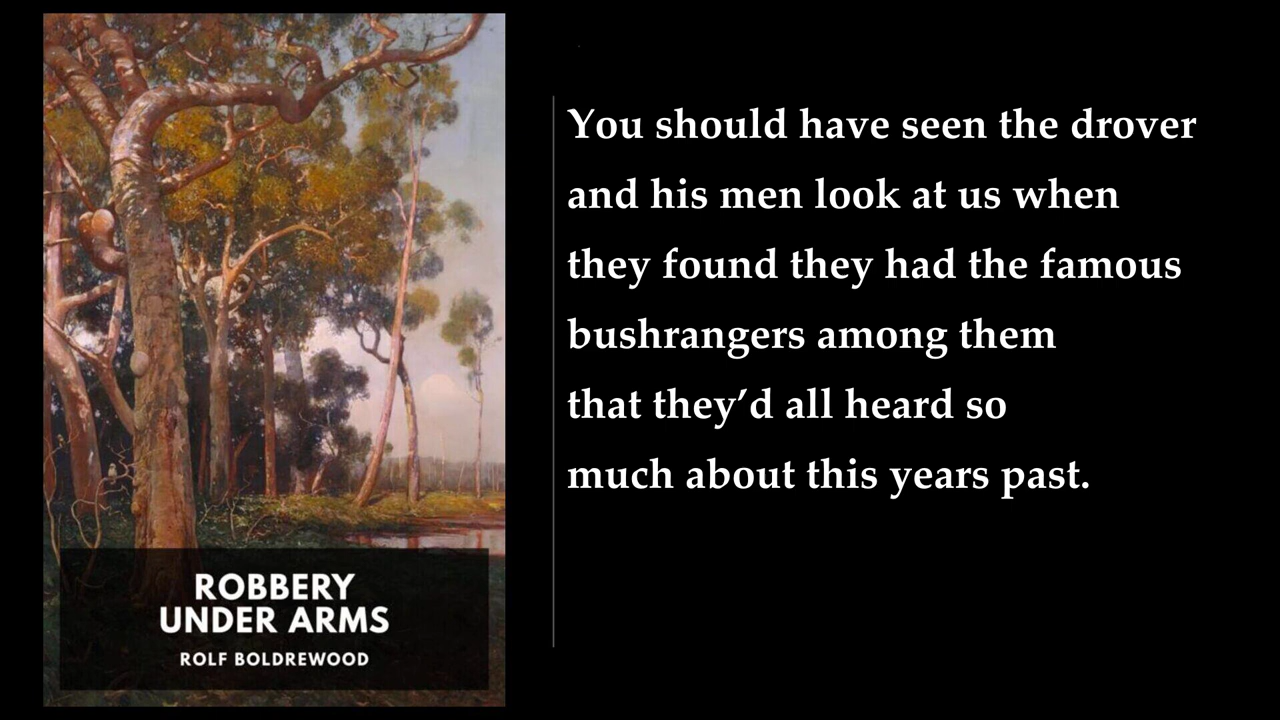 You should have seen the drover
and his men look at us when
they found they had the famous
bushrangers among them
that they’d all heard so
much about this years past.
ROBBERY
UNDER ARMS
ROLF BOLDREWOOD